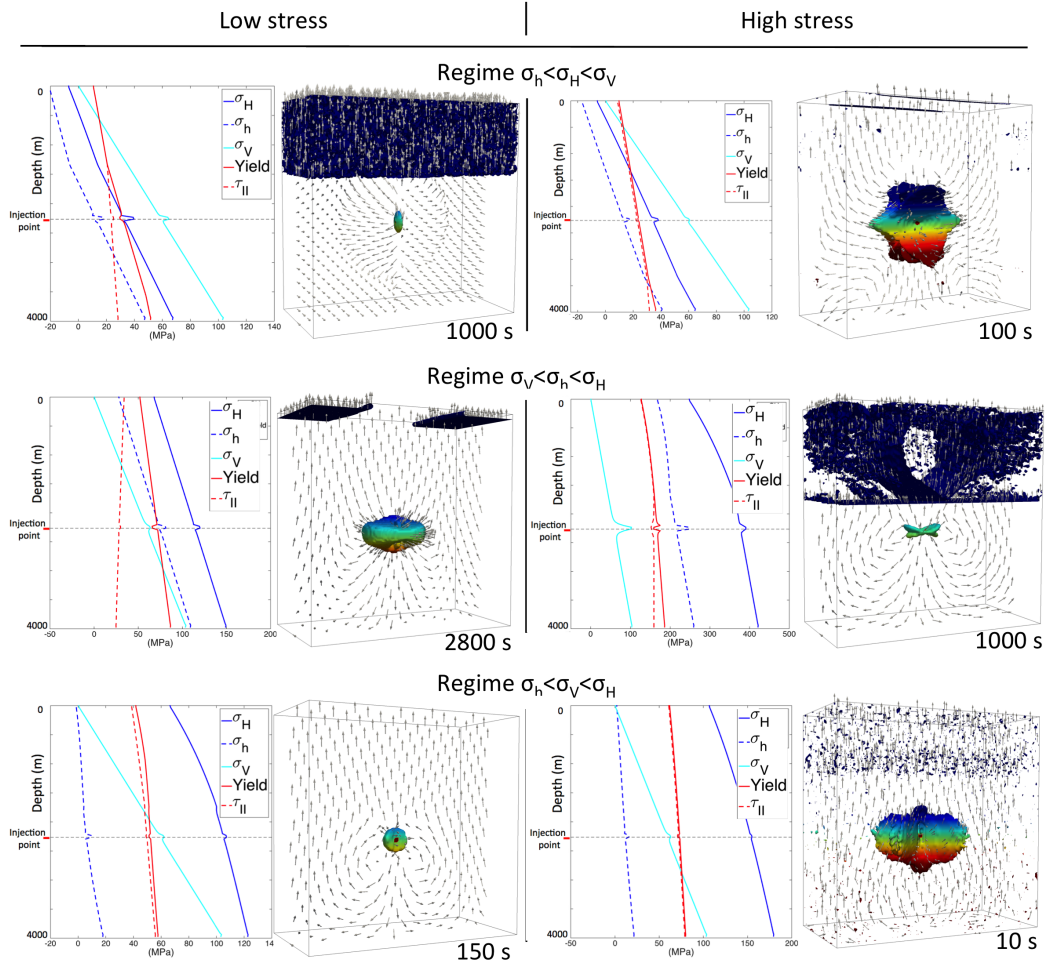 Low stress
High stress
Regime σh<σH<σV
0
Depth (m)
Injection
point
4000
-20 0 20 40 60 80 100 120 140
(MPa)
σH
σh
σV
Yield
τII
1000 s
0
Depth (m)
Injection
point
4000
-20 0 20 40 60 80 100 120
(MPa)
σH
σh
σV
Yield
τII
100 s
Regime σV<σh<σH
0
Depth (m)
Injection
point
4000
-50 0 50 100 150 200
(MPa)
σH
σh
σV
Yield
τII
2800 s
0
Depth (m)
Injection
point
4000
-50 0 100 200 300 400 500
(MPa)
σH
σh
σV
Yield
τII
1000 s
Regime σh<σV<σH
0
Depth (m)
Injection
point
4000
-20 0 20 40 60 80 100 120 14
(MPa)
σH
σh
σV
Yield
τII
150 s
0
Depth (m)
Injection
point
4000
-50 0 50 100 150 200
(MPa)
σH
σh
σV
Yield
τII
10 s